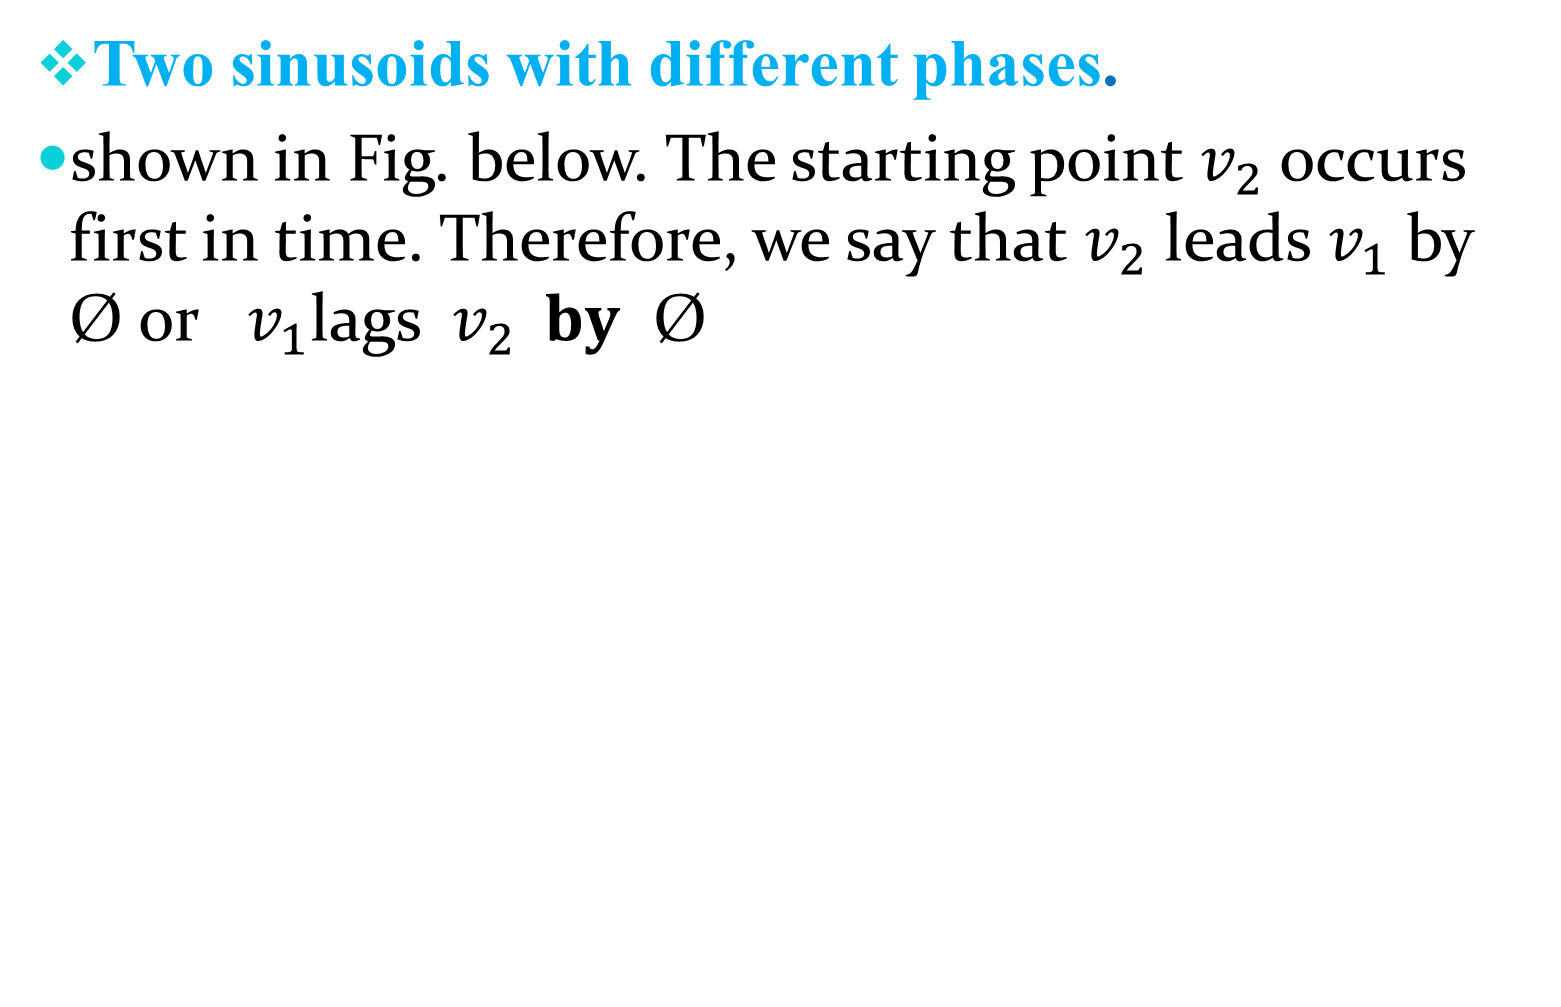 ❖Two sinusoids with different phases.
•shown in Fig. below. The starting point 𝑣₂ occurs
first in time. Therefore, we say that 𝑣₂ leads 𝑣₁ by
∅ or 𝑣₁lags 𝑣₂ by ∅